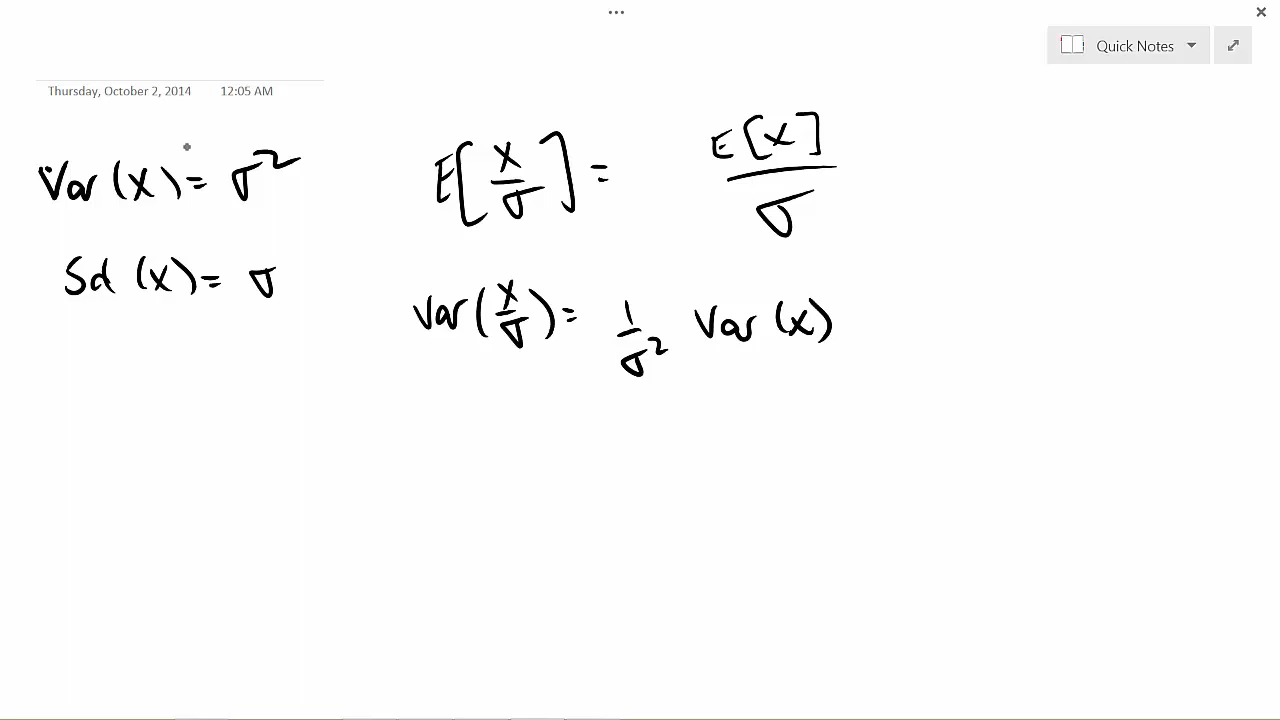 ...
Quick Notes
Thursday, October 2, 2014 12:05 AM
Var (X) = σ²
Sd (X) = σ
E[X/σ] = E[X]/σ
Var(X/σ) = 1/σ² Var (X)